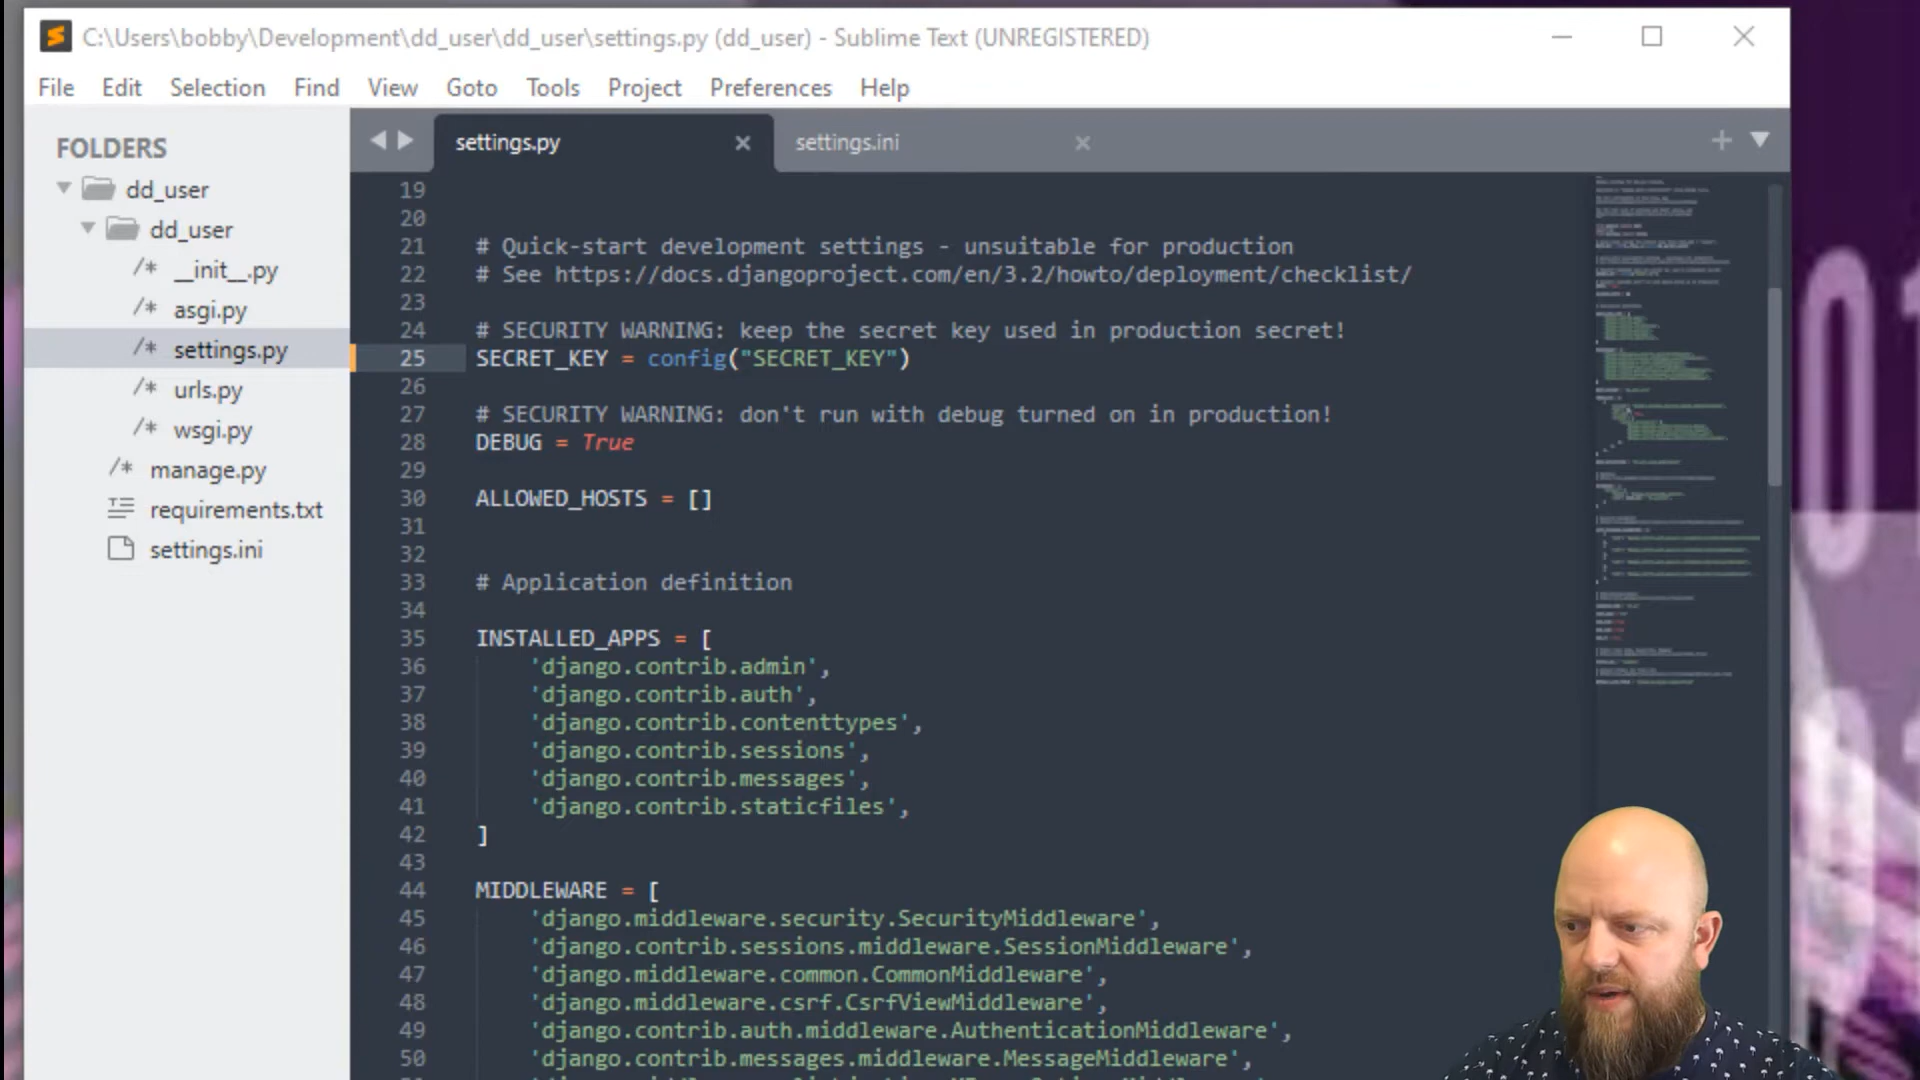 C:\Users\bobby\Development\dd_user\dd_user\settings.py (dd_user) - Sublime Text (UNREGISTERED)
File Edit Selection Find View Goto Tools Project Preferences Help
FOLDERS
dd_user
dd_user
/* __init__.py
/* asgi.py
/* settings.py
/* urls.py
/* wsgi.py
/* manage.py
requirements.txt
settings.ini
settings.py settings.ini
19
20
21 # Quick-start development settings - unsuitable for production
22 # See https://docs.djangoproject.com/en/3.2/howto/deployment/checklist/
23
24 # SECURITY WARNING: keep the secret key used in production secret!
25 SECRET_KEY = config("SECRET_KEY")
26
27 # SECURITY WARNING: don't run with debug turned on in production!
28 DEBUG = True
29
30 ALLOWED_HOSTS = []
31
32
33 # Application definition
34
35 INSTALLED_APPS = [
36 'django.contrib.admin',
37 'django.contrib.auth',
38 'django.contrib.contenttypes',
39 'django.contrib.sessions',
40 'django.contrib.messages',
41 'django.contrib.staticfiles',
42 ]
43
44 MIDDLEWARE = [
45 'django.middleware.security.SecurityMiddleware',
46 'django.contrib.sessions.middleware.SessionMiddleware',
47 'django.middleware.common.CommonMiddleware',
48 'django.middleware.csrf.CsrfViewMiddleware',
49 'django.contrib.auth.middleware.AuthenticationMiddleware',
50 'django.contrib.messages.middleware.MessageMiddleware',